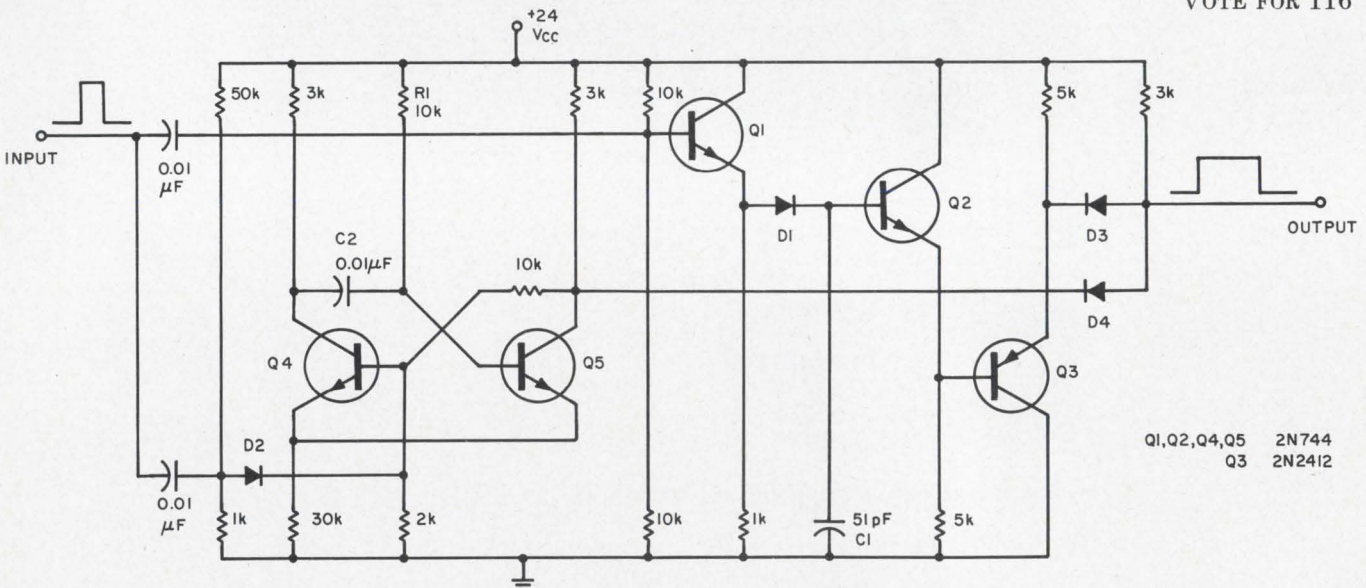 VOTE FOR 116
+24
Vcc
50k
3k
R1
10k
3k
10k
5k
3k
Q1
INPUT
0.01
μF
Q2
D1
D3
OUTPUT
C2
0.01μF
10k
D4
Q4
Q5
Q3
D2
Q1,Q2,Q4,Q5 2N744
Q3 2N2412
0.01
μF
1k
30k
2k
10k
1k
51pF
C1
5k